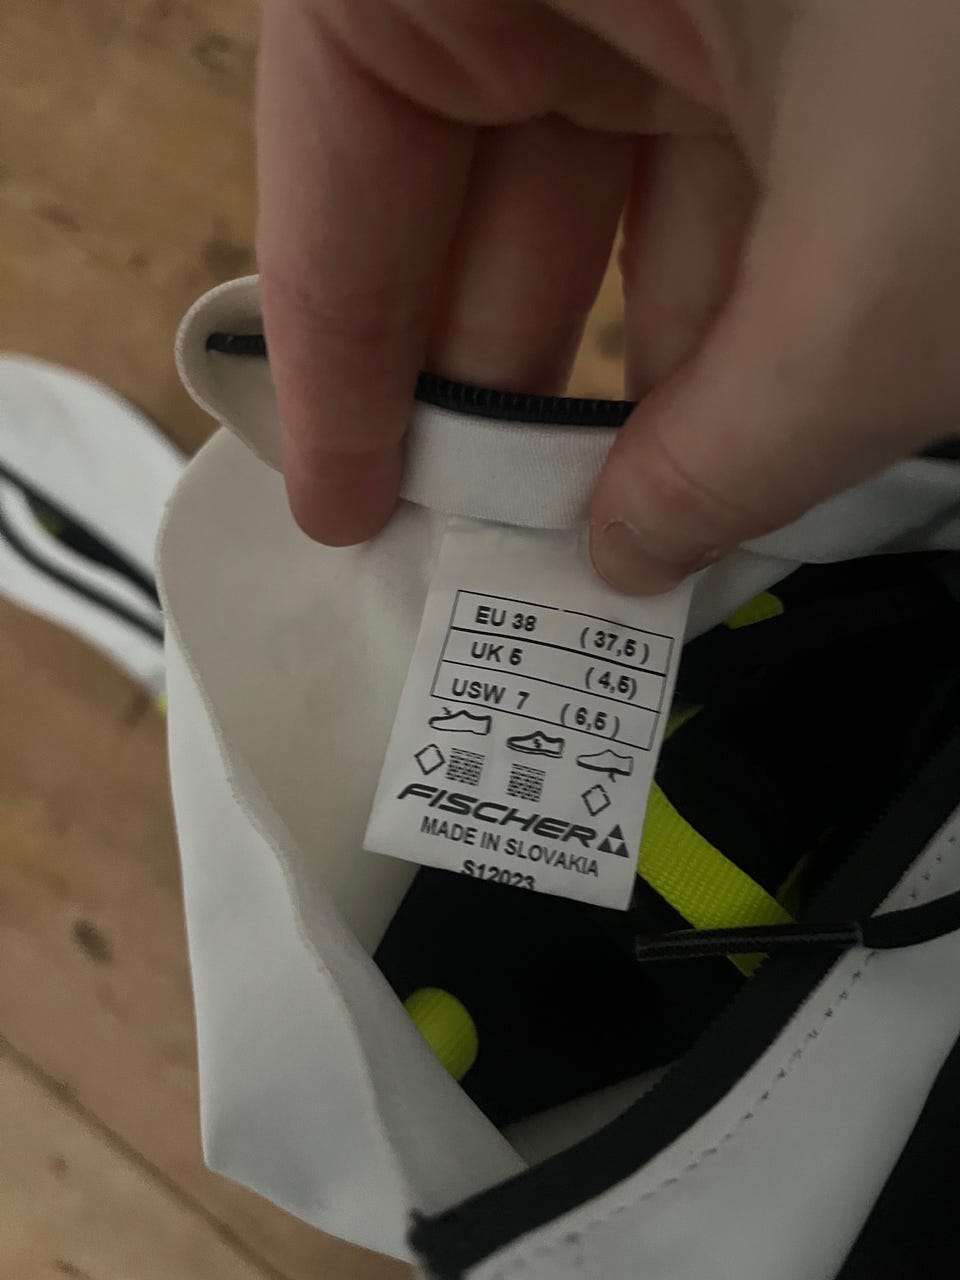 EU 38 (37,5)
UK 5 (4,5)
USW 7 (6,5)
FISCHER
MADE IN SLOVAKIA
S12023